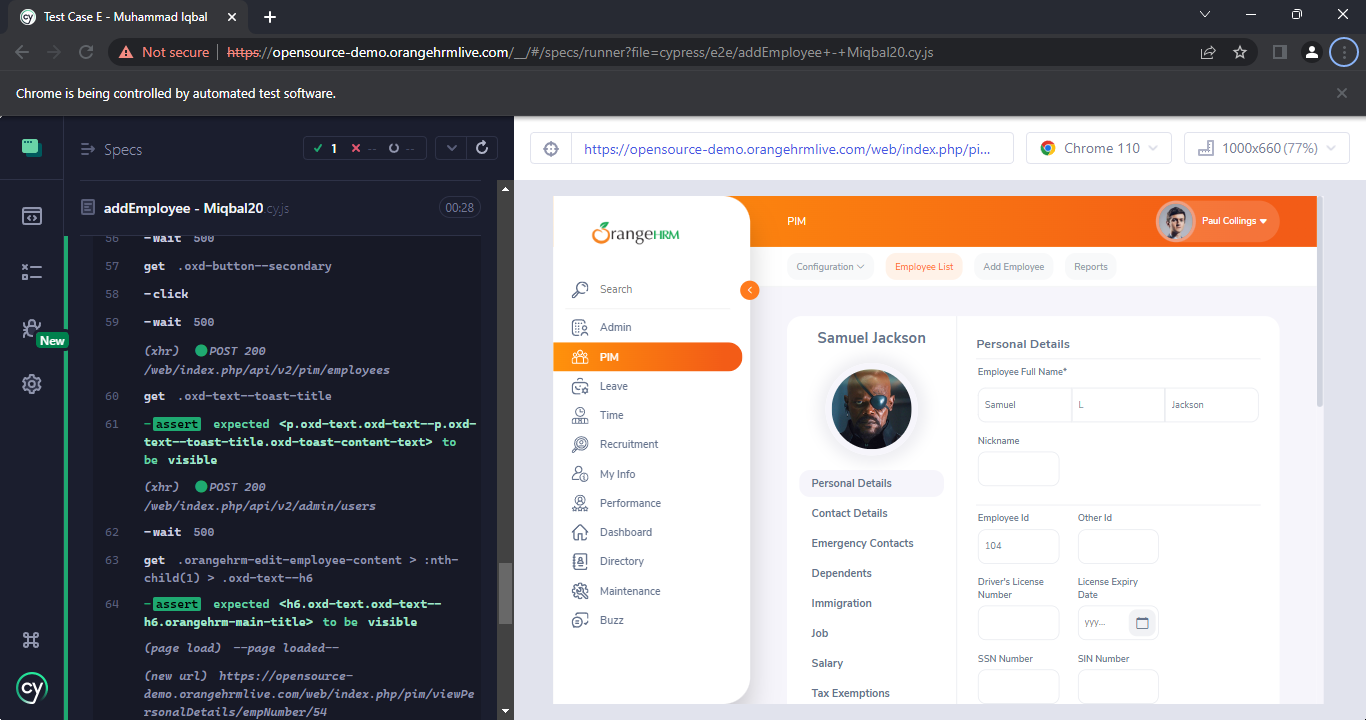 Test Case E - Muhammad Iqbal
Not secure https://opensource-demo.orangehrmlive.com/__/#/specs/runner?file=cypress/e2e/addEmployee+-+Miqbal20.cy.js
Chrome is being controlled by automated test software.
Specs
1 -- --
addEmployee - Miqbal20.cy.js 00:28
56 -wait 500
57 get .oxd-button--secondary
58 -click
59 -wait 500
(xhr) POST 200
/web/index.php/api/v2/pim/employees
60 get .oxd-text--toast-title
61 -assert expected <p.oxd-text.oxd-text--p.oxd-
text--toast-title.oxd-toast-content-text> to
be visible
(xhr) POST 200
/web/index.php/api/v2/admin/users
62 -wait 500
63 get .orangehrm-edit-employee-content > :nth-
child(1) > .oxd-text--h6
64 -assert expected <h6.oxd-text.oxd-text--
h6.orangehrm-main-title> to be visible
(page load) --page loaded--
(new url) https://opensource-
demo.orangehrmlive.com/web/index.php/pim/viewPe
rsonalDetails/empNumber/54
New
cy
https://opensource-demo.orangehrmlive.com/web/index.php/pi...
Chrome 110
1000x660 (77%)
OrangeHRM
Search
Admin
PIM
Leave
Time
Recruitment
My Info
Performance
Dashboard
Directory
Maintenance
Buzz
PIM
Paul Collings
Configuration
Employee List
Add Employee
Reports
Samuel Jackson
Personal Details
Contact Details
Emergency Contacts
Dependents
Immigration
Job
Salary
Tax Exemptions
Personal Details
Employee Full Name*
Samuel L Jackson
Nickname
Employee Id Other Id
104
Driver's License
Number
License Expiry
Date
yyy...
SSN Number SIN Number